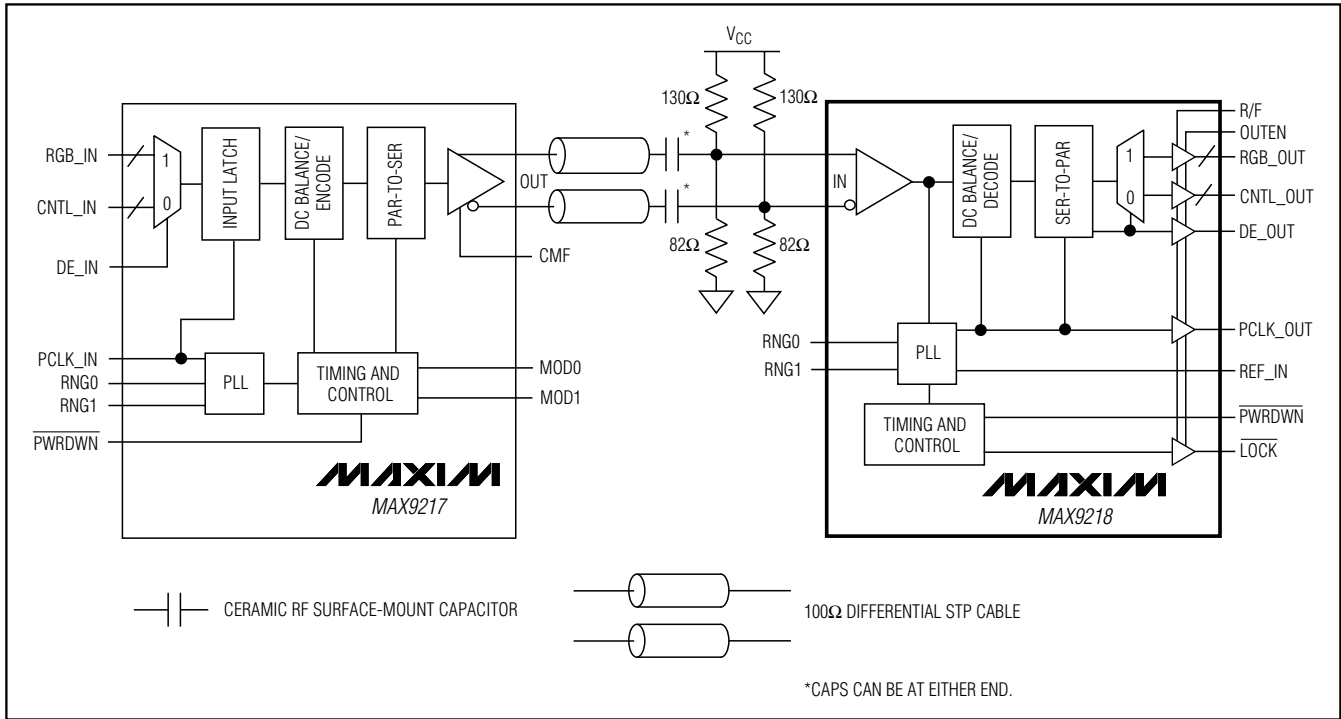 VCC
130Ω
130Ω
82Ω
82Ω
RGB_IN
CNTL_IN
DE_IN
PCLK_IN
RNG0
RNG1
PWRDWN
1
0
INPUT LATCH
DC BALANCE/
ENCODE
PAR-TO-SER
PLL
TIMING AND
CONTROL
OUT
CMF
MOD0
MOD1
MAXIM
MAX9217
*
*
IN
RNG0
RNG1
PLL
TIMING AND
CONTROL
DC BALANCE/
DECODE
SER-TO-PAR
1
0
R/F
OUTEN
RGB_OUT
CNTL_OUT
DE_OUT
PCLK_OUT
REF_IN
PWRDWN
LOCK
MAXIM
MAX9218
CERAMIC RF SURFACE-MOUNT CAPACITOR
100Ω DIFFERENTIAL STP CABLE
*CAPS CAN BE AT EITHER END.